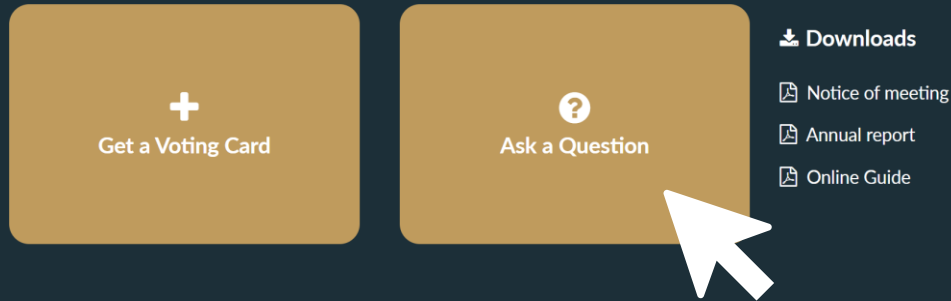 Get a Voting Card
Ask a Question
Downloads
Notice of meeting
Annual report
Online Guide